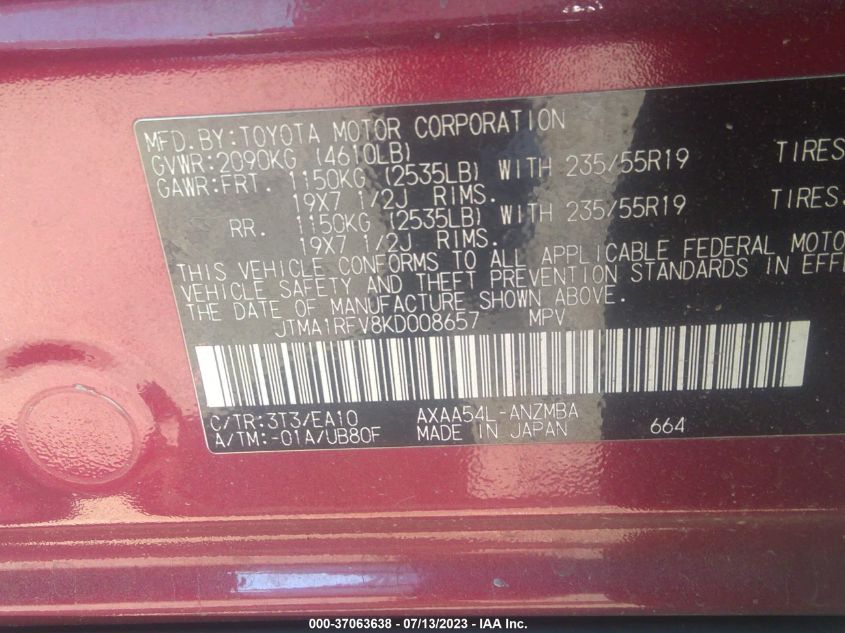 MFD.BY:TOYOTA MOTOR CORPORATION
GVWR:2090KG (4610LB)
GAWR:FRT. 1150KG (2535LB) WITH 235/55R19 TIRES
19X7 1/2J RIMS.
RR. 1150KG (2535LB) WITH 235/55R19 TIRES.
19X7 1/2J RIMS.
THIS VEHICLE CONFORMS TO ALL APPLICABLE FEDERAL MOTO
VEHICLE SAFETY AND THEFT PREVENTION STANDARDS IN EFFE
THE DATE OF MANUFACTURE SHOWN ABOVE.
JTMA1RFV8KD008657 MPV
C/TR:3T3/EA10 AXAA54L-ANZMBA
A/TM:-01A/UB80F MADE IN JAPAN 664
000-37063638 - 07/13/2023 - IAA Inc.